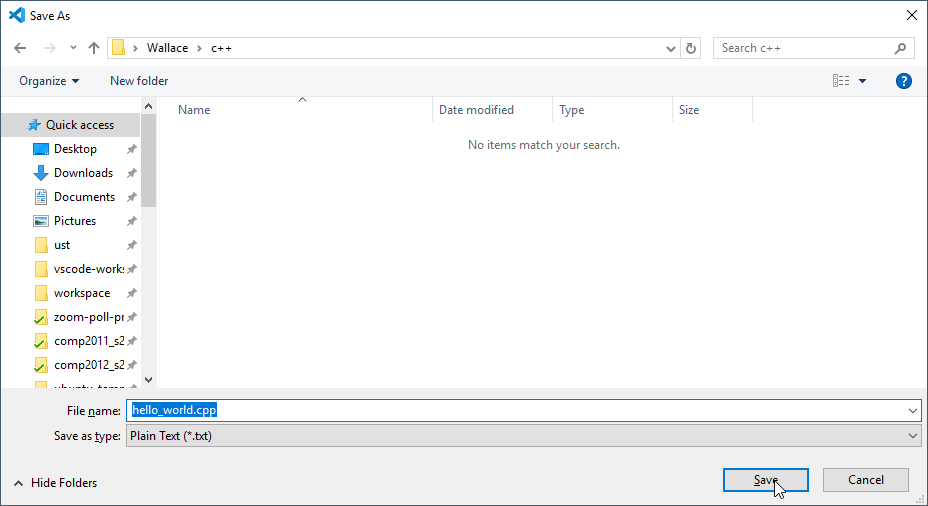 Save As
Wallace > c++
Search c++
Organize
New folder
?
Name
Date modified
Type
Size
Quick access
No items match your search.
Desktop
Downloads
Documents
Pictures
ust
vscode-works
workspace
zoom-poll-pr
comp2011_s2
comp2012_s2
File name:
hello_world.cpp
Save as type:
Plain Text (*.txt)
Hide Folders
Save
Cancel